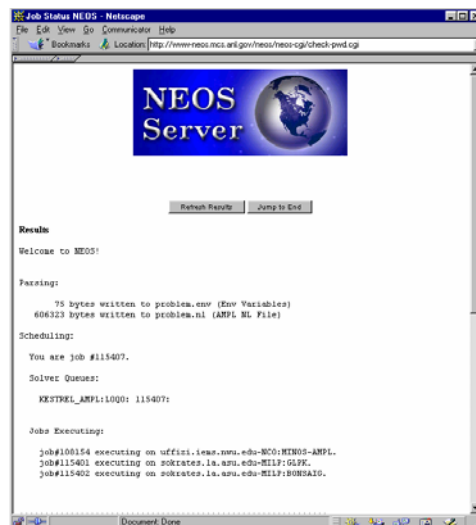 Job Status NEOS - Netscape
File Edit View Go Communicator Help
Bookmarks Location: http://www-neos.mcs.anl.gov/neos/neos-cgi/check-pwd.cgi
NEOS
Server
Refresh Results Jump to End
Results
Welcome to NEOS!
Parsing:
75 bytes written to problem.env (Env Variables)
606323 bytes written to problem.nl (AMPL NL File)
Scheduling:
You are job #115407.
Solver Queues:
KESTREL_AMPL:LOQO: 115407:
Jobs Executing:
job#100154 executing on uffizi.iems.nwu.edu-NCO:MINOS-AMPL.
job#115401 executing on sokrates.la.asu.edu-MILP:GLPK.
job#115402 executing on sokrates.la.asu.edu-MILP:BONSAIG.
Document: Done